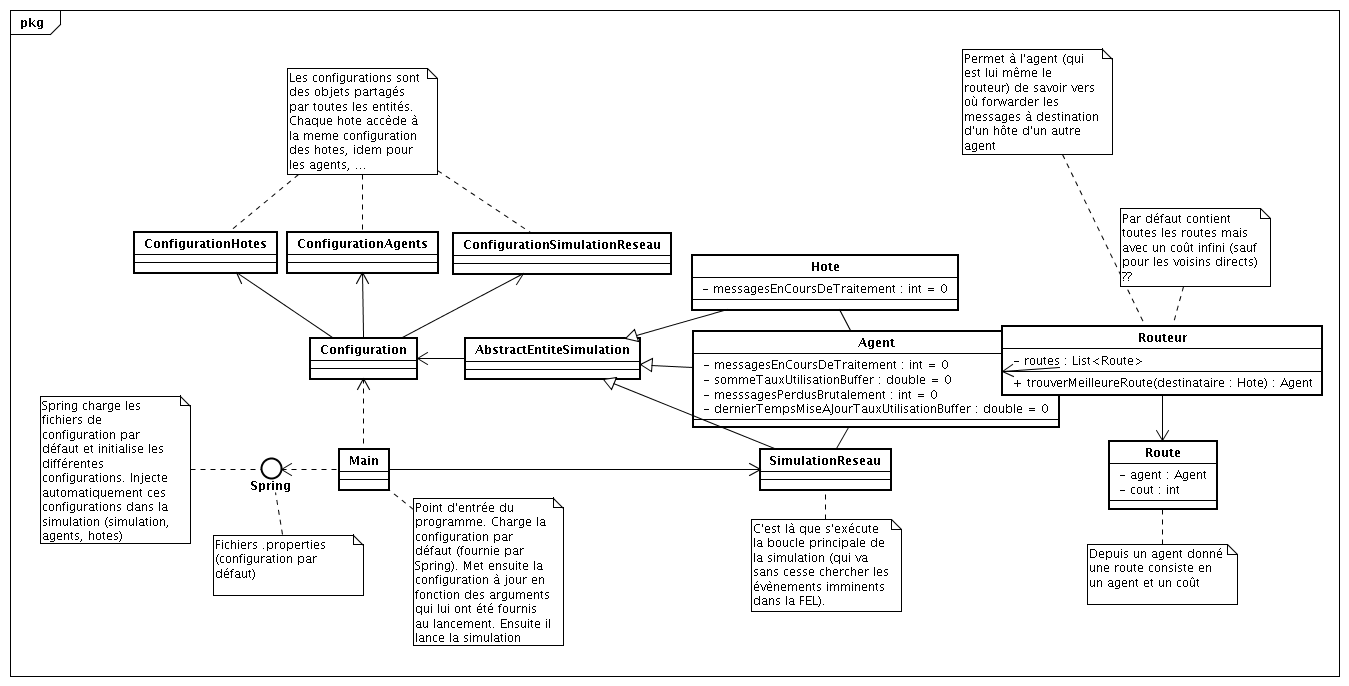 pkg
Les configurations sont
des objets partagés
par toutes les entités.
Chaque hote accède à
la meme configuration
des hotes, idem pour
les agents, ...
Permet à l'agent (qui
est lui même le
routeur) de savoir vers
où forwarder les
messages à destination
d'un hôte d'un autre
agent
Par défaut contient
toutes les routes mais
avec un coût infini (sauf
pour les voisins directs)
??
ConfigurationHotes
ConfigurationAgents
ConfigurationSimulationReseau
Hote
- messagesEnCoursDeTraitement : int = 0
Configuration
AbstractEntiteSimulation
Agent
- messagesEnCoursDeTraitement : int = 0
- sommeTauxUtilisationBuffer : double = 0
- messsagesPerdusBrutalement : int = 0
- dernierTempsMiseAJourTauxUtilisationBuffer : double = 0
Routeur
- routes : List<Route>
+ trouverMeilleureRoute(destinataire : Hote) : Agent
Spring charge les
fichiers de
configuration par
défaut et initialise les
différentes
configurations. Injecte
automatiquement ces
configurations dans la
simulation (simulation,
agents, hotes)
Spring
Main
SimulationReseau
Route
- agent : Agent
- cout : int
Fichiers .properties
(configuration par
défaut)
Point d'entrée du
programme. Charge la
configuration par
défaut (fournie par
Spring). Met ensuite la
configuration à jour en
fonction des arguments
qui lui ont été fournis
au lancement. Ensuite il
lance la simulation
C'est là que s'exécute
la boucle principale de
la simulation (qui va
sans cesse chercher les
évènements imminents
dans la FEL).
Depuis un agent donné
une route consiste en
un agent et un coût